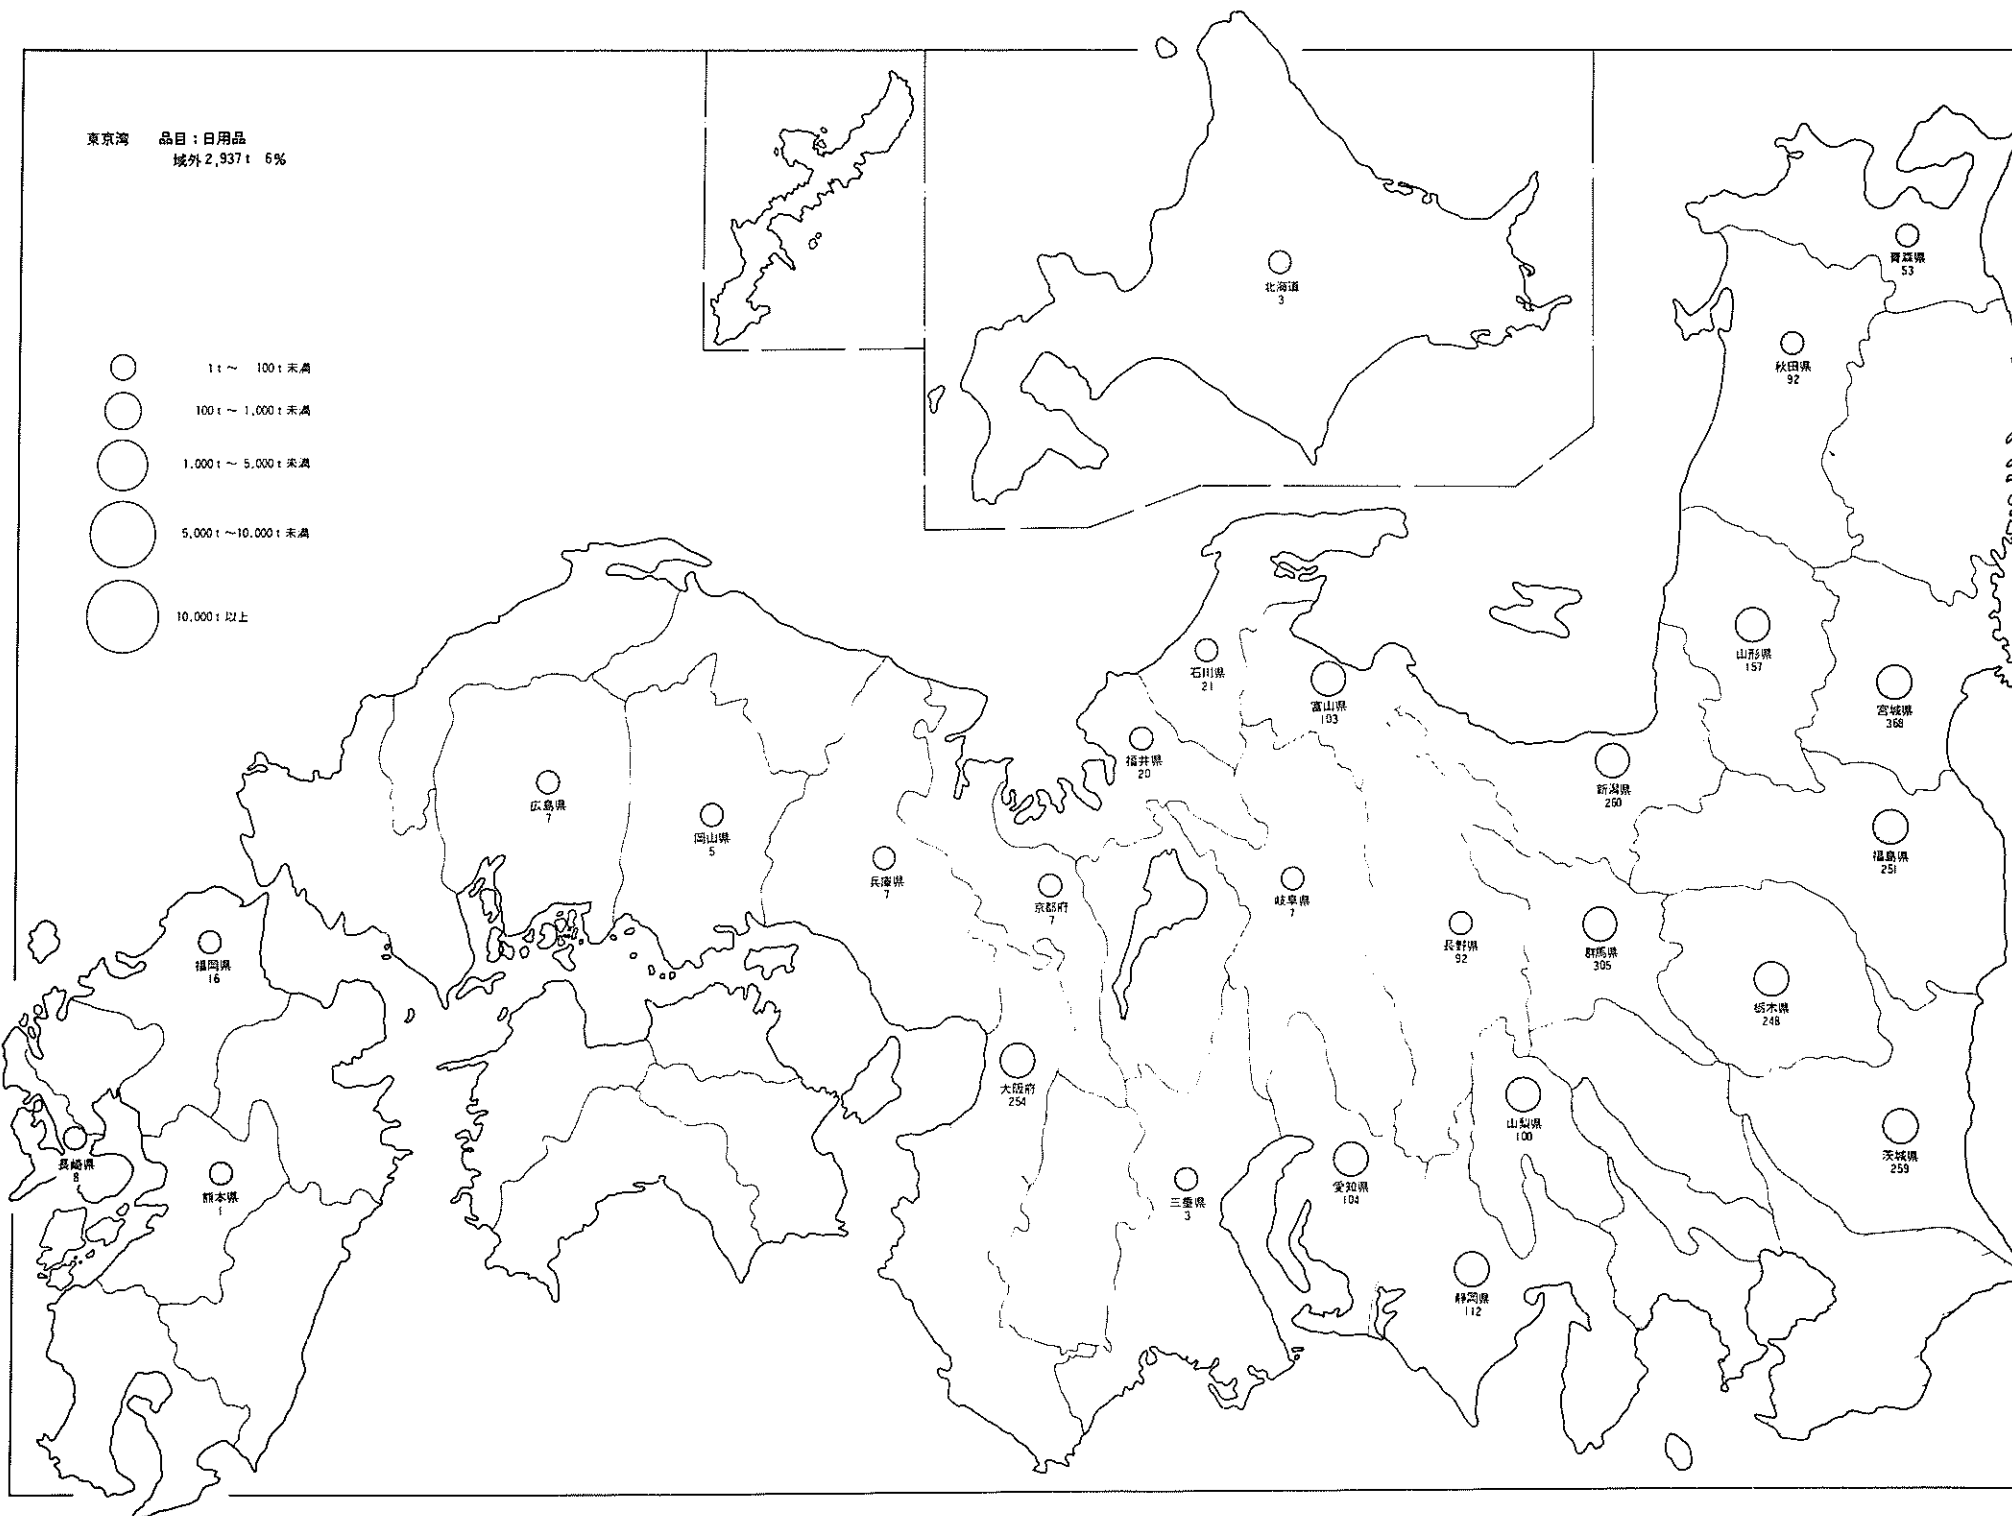 東京湾 品目：日用品
域外 2,937t 6%
1t～ 100t未満
100t～ 1,000t未満
1,000t～ 5,000t未満
5,000t～10,000t未満
10,000t以上
北海道
3
青森県
53
秋田県
92
山形県
157
宮城県
368
石川県
21
富山県
103
福井県
20
新潟県
260
福島県
251
広島県
7
岡山県
5
兵庫県
7
京都府
7
岐阜県
7
長野県
92
群馬県
305
栃木県
248
福岡県
16
大阪府
254
山梨県
100
茨城県
259
長崎県
8
熊本県
1
三重県
3
愛知県
104
静岡県
112